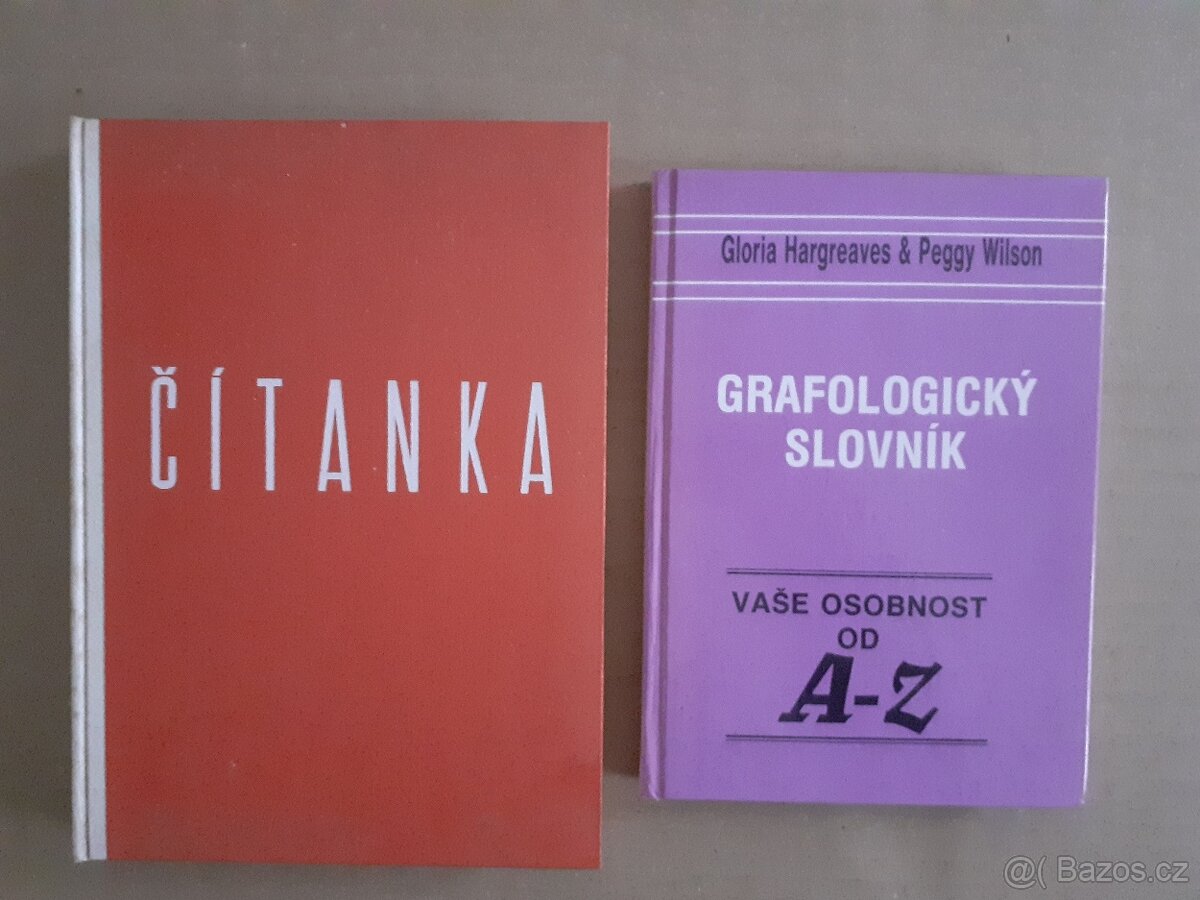 ČÍTANKA
Gloria Hargreaves & Peggy Wilson
GRAFOLOGICKÝ
SLOVNÍK
VAŠE OSOBNOST
OD
A-Z
@( Bazos.cz